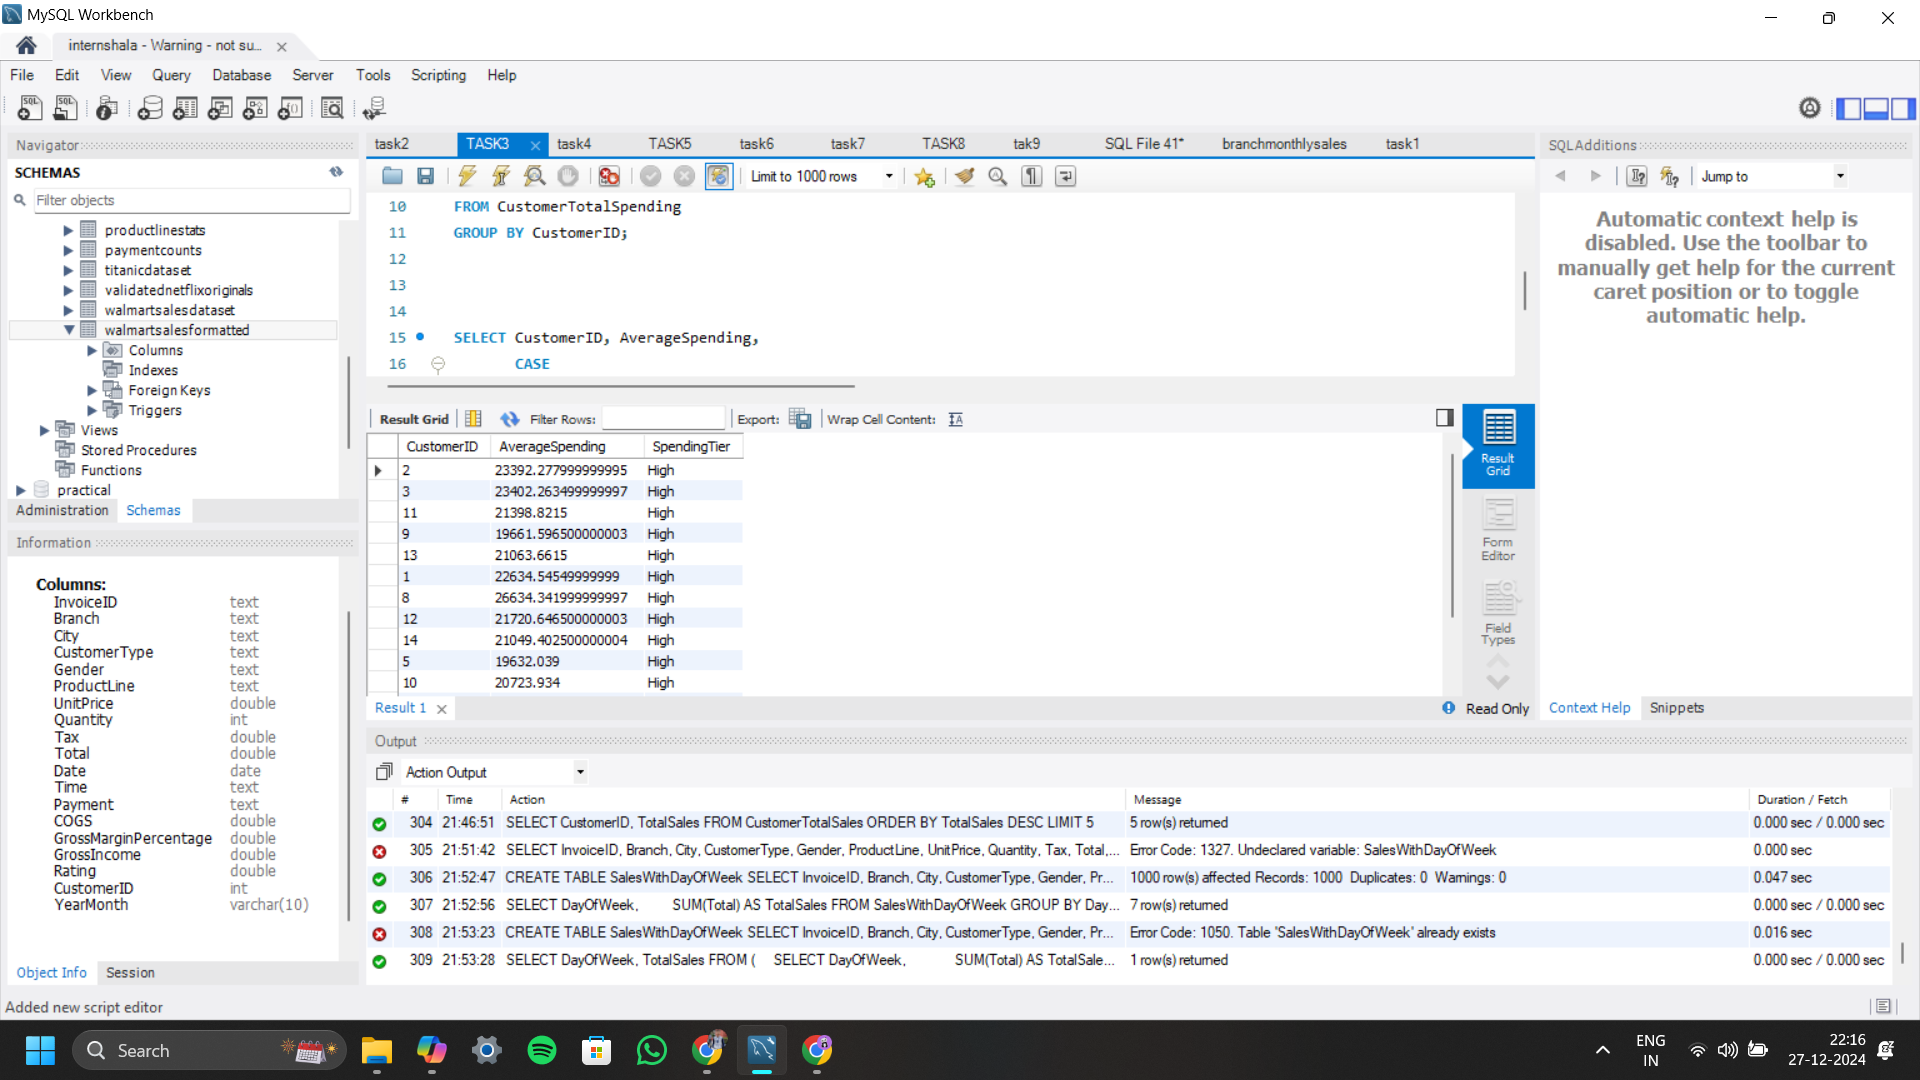 MySQL Workbench
internshala - Warning - not su...
File Edit View Query Database Server Tools Scripting Help
Navigator
SCHEMAS
Filter objects
productlinestats
paymentcounts
titanicdataset
validatednetflixoriginals
walmartsalesdataset
walmartsalesformatted
Columns
Indexes
Foreign Keys
Triggers
Views
Stored Procedures
Functions
practical
Administration Schemas
Information
Columns:
InvoiceID text
Branch text
City text
CustomerType text
Gender text
ProductLine text
UnitPrice double
Quantity int
Tax double
Total double
Date date
Time text
Payment text
COGS double
GrossMarginPercentage double
GrossIncome double
Rating double
CustomerID int
YearMonth varchar(10)
Object Info Session
Added new script editor
task2 TASK3 task4 TASK5 task6 task7 TASK8 tak9 SQL File 41* branchmonthlysales task1
Limit to 1000 rows
10 FROM CustomerTotalSpending
11 GROUP BY CustomerID;
12
13
14
15 SELECT CustomerID, AverageSpending,
16 CASE
Result Grid Filter Rows: Export: Wrap Cell Content:
CustomerID AverageSpending SpendingTier
2 23392.277999999995 High
3 23402.263499999997 High
11 21398.8215 High
9 19661.596500000003 High
13 21063.6615 High
1 22634.54549999999 High
8 26634.341999999997 High
12 21720.646500000003 High
14 21049.402500000004 High
5 19632.039 High
10 20723.934 High
Result Grid
Form Editor
Field Types
Result 1
Read Only
SQLAdditions
Jump to
Automatic context help is
disabled. Use the toolbar to
manually get help for the current
caret position or to toggle
automatic help.
Context Help Snippets
Output
Action Output
# Time Action Message Duration / Fetch
304 21:46:51 SELECT CustomerID, TotalSales FROM CustomerTotalSales ORDER BY TotalSales DESC LIMIT 5 5 row(s) returned 0.000 sec / 0.000 sec
305 21:51:42 SELECT InvoiceID, Branch, City, CustomerType, Gender, ProductLine, UnitPrice, Quantity, Tax, Total,... Error Code: 1327. Undeclared variable: SalesWithDayOfWeek 0.000 sec
306 21:52:47 CREATE TABLE SalesWithDayOfWeek SELECT InvoiceID, Branch, City, CustomerType, Gender, Pr... 1000 row(s) affected Records: 1000 Duplicates: 0 Warnings: 0 0.047 sec
307 21:52:56 SELECT DayOfWeek, SUM(Total) AS TotalSales FROM SalesWithDayOfWeek GROUP BY Day... 7 row(s) returned 0.000 sec / 0.000 sec
308 21:53:23 CREATE TABLE SalesWithDayOfWeek SELECT InvoiceID, Branch, City, CustomerType, Gender, Pr... Error Code: 1050. Table 'SalesWithDayOfWeek' already exists 0.016 sec
309 21:53:28 SELECT DayOfWeek, TotalSales FROM ( SELECT DayOfWeek, SUM(Total) AS TotalSale... 1 row(s) returned 0.000 sec / 0.000 sec
Search
ENG
IN
22:16
27-12-2024